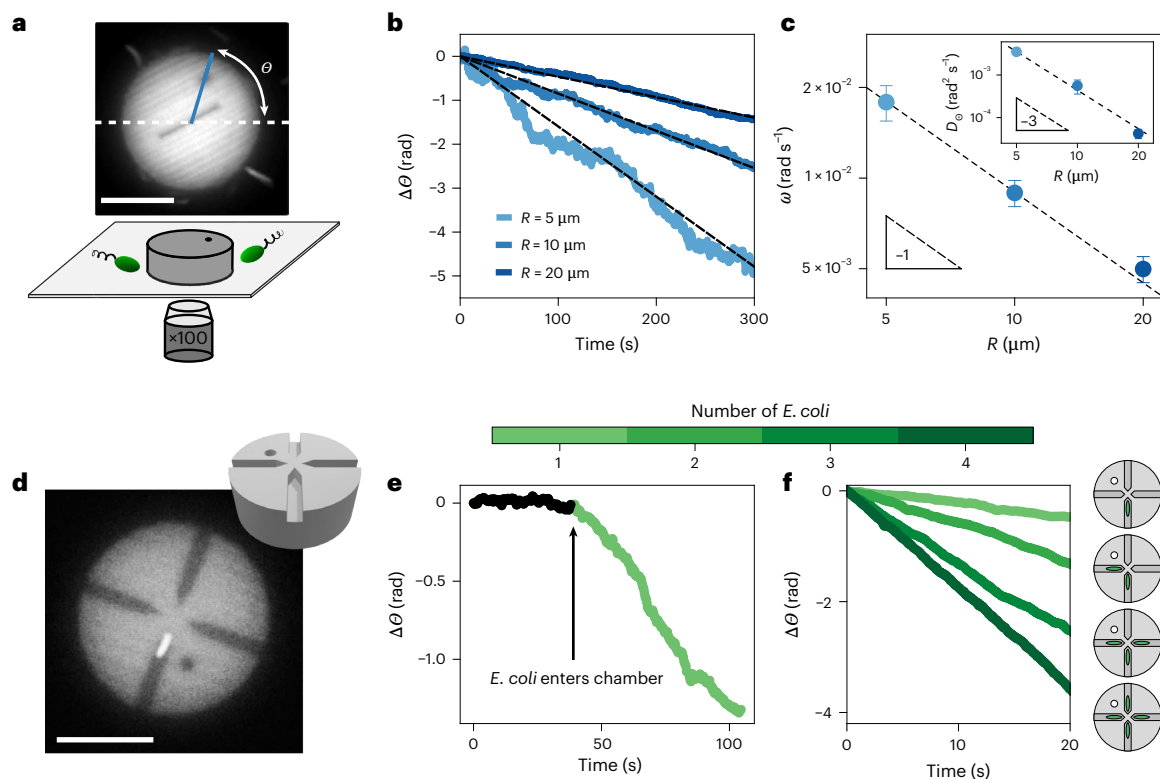 a
Θ
×100
b
ΔΘ (rad)
0
−1
−2
−3
−4
−5
R = 5 μm
R = 10 μm
R = 20 μm
0
100
200
300
Time (s)
c
ω (rad s⁻¹)
2 × 10⁻²
1 × 10⁻²
5 × 10⁻³
−1
5
10
20
R (μm)
D_Θ (rad² s⁻¹)
10⁻³
10⁻⁴
−3
5
10
20
R (μm)
Number of E. coli
1
2
3
4
d
e
ΔΘ (rad)
0
−0.5
−1.0
E. coli enters chamber
0
50
100
Time (s)
f
ΔΘ (rad)
0
−2
−4
0
10
20
Time (s)